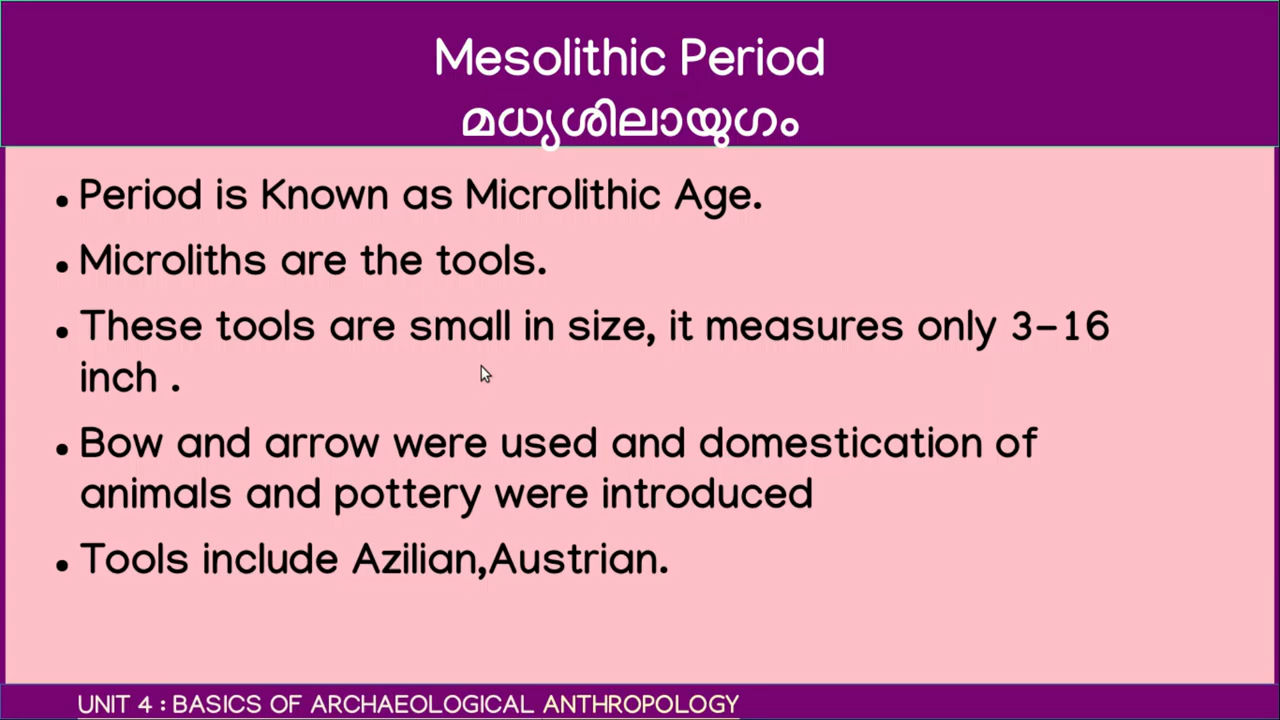 Mesolithic Period
മധ്യശിലായുഗം
• Period is Known as Microlithic Age.
• Microliths are the tools.
• These tools are small in size, it measures only 3-16
inch .
• Bow and arrow were used and domestication of
animals and pottery were introduced
• Tools include Azilian,Austrian.
UNIT 4 : BASICS OF ARCHAEOLOGICAL ANTHROPOLOGY